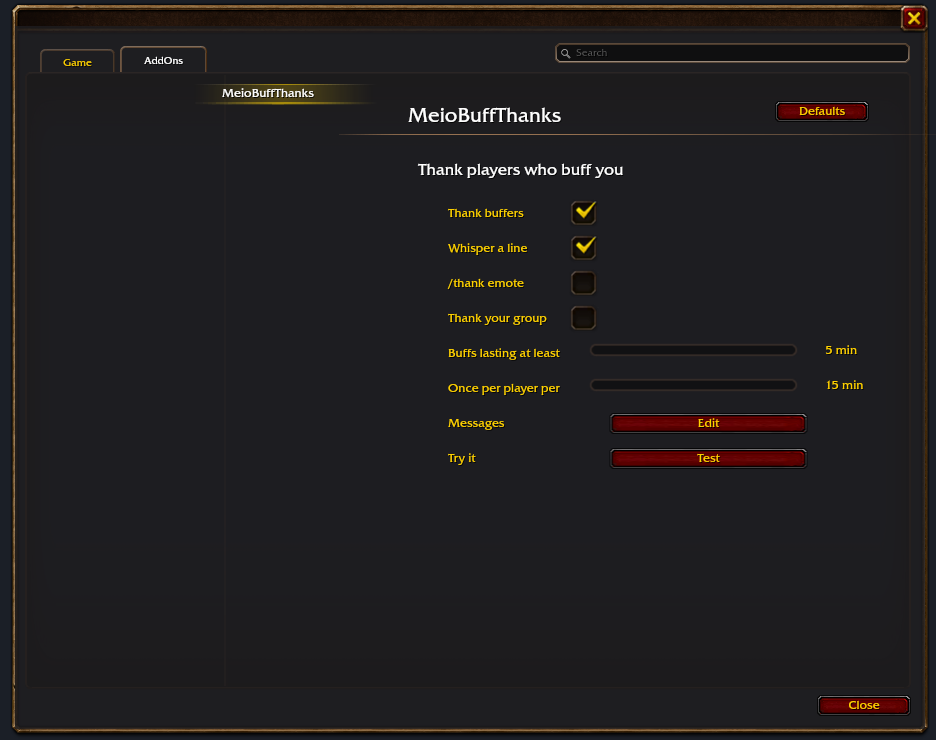 Game
AddOns
Search
MeioBuffThanks
MeioBuffThanks
Defaults
Thank players who buff you
Thank buffers
Whisper a line
/thank emote
Thank your group
Buffs lasting at least
5 min
Once per player per
15 min
Messages
Edit
Try it
Test
Close